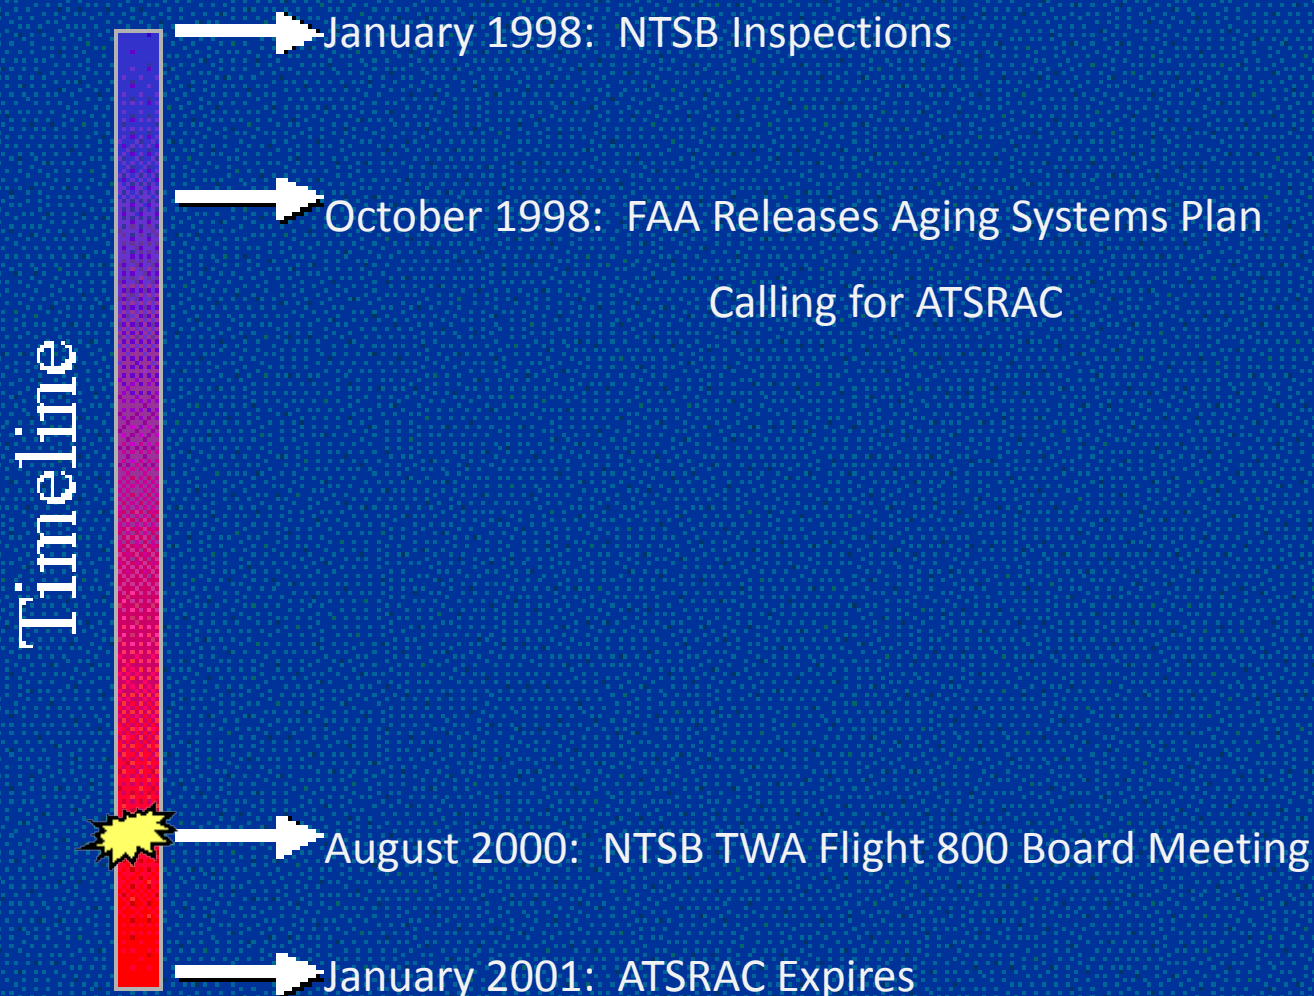 January 1998:  NTSB Inspections
October 1998:  FAA Releases Aging Systems Plan
Calling for ATSRAC
Timeline
August 2000:  NTSB TWA Flight 800 Board Meeting
January 2001:  ATSRAC Expires